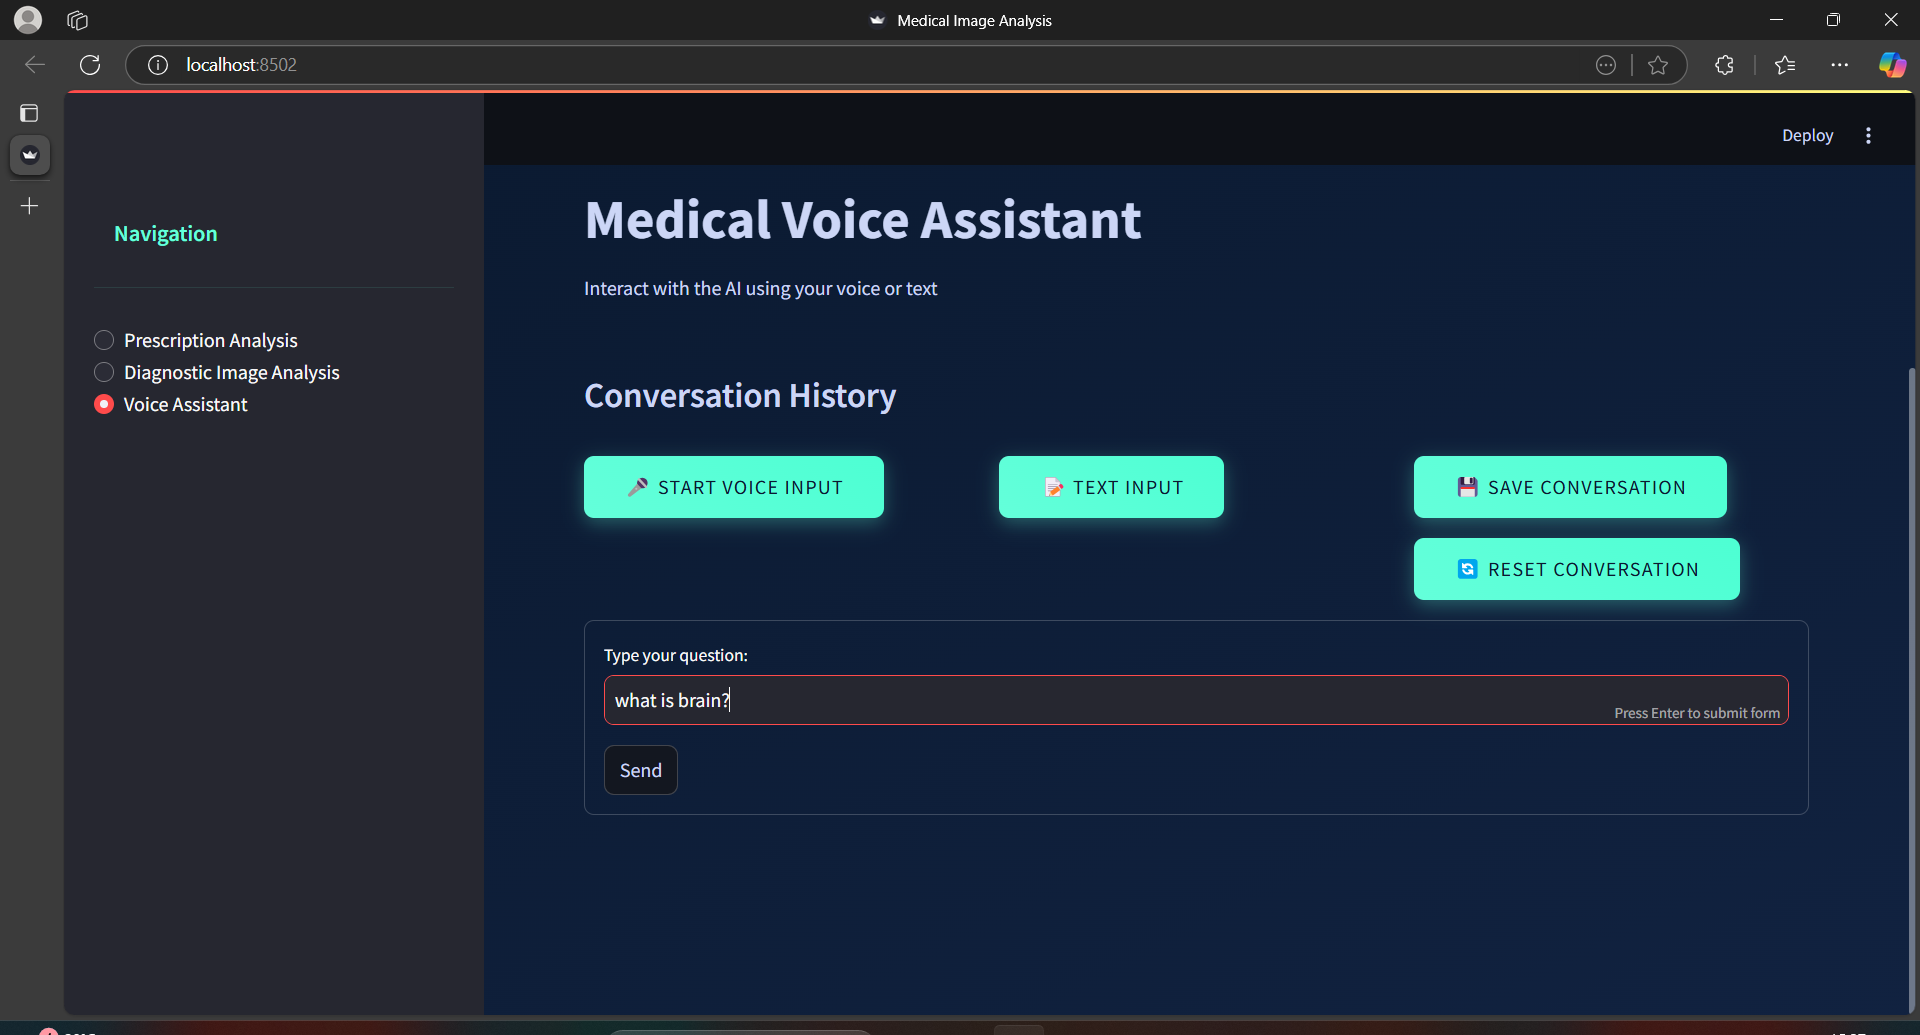 Medical Image Analysis
localhost:8502
Deploy
Navigation
Prescription Analysis
Diagnostic Image Analysis
Voice Assistant
Medical Voice Assistant
Interact with the AI using your voice or text
Conversation History
START VOICE INPUT
TEXT INPUT
SAVE CONVERSATION
RESET CONVERSATION
Type your question:
what is brain?
Press Enter to submit form
Send